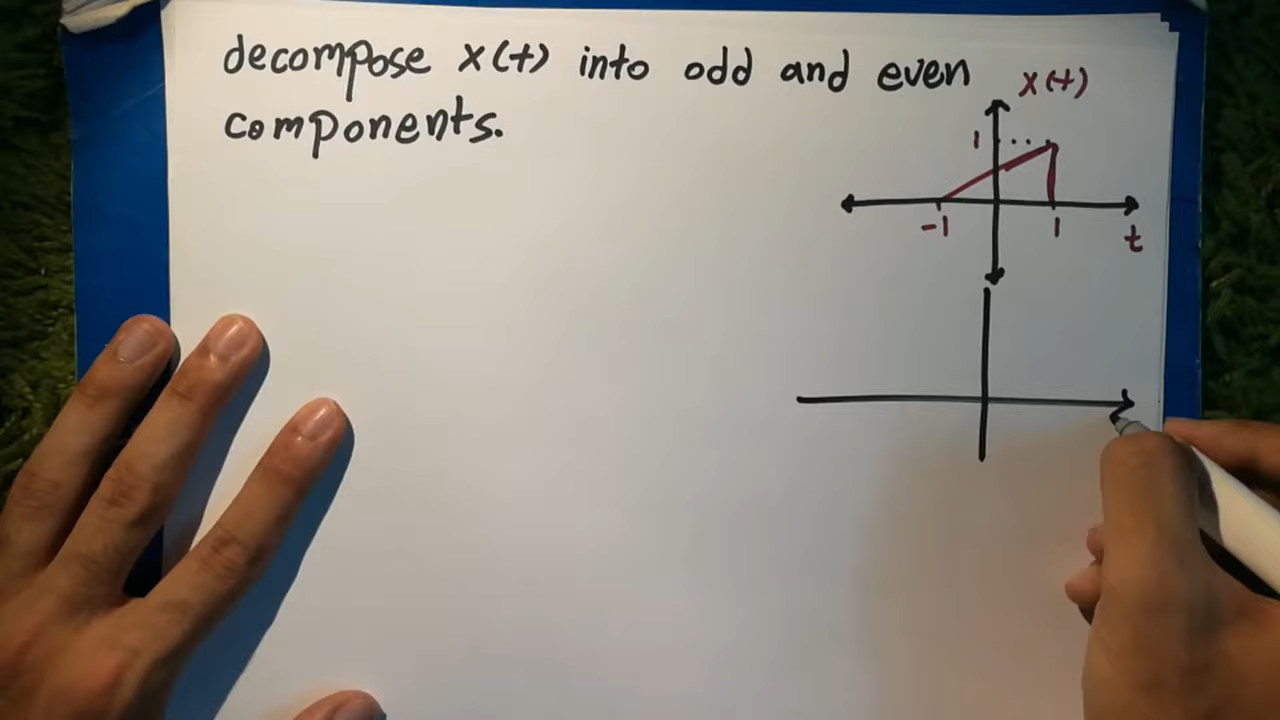 decompose x(t) into odd and even
components.
x(t)
1
-1
1
t